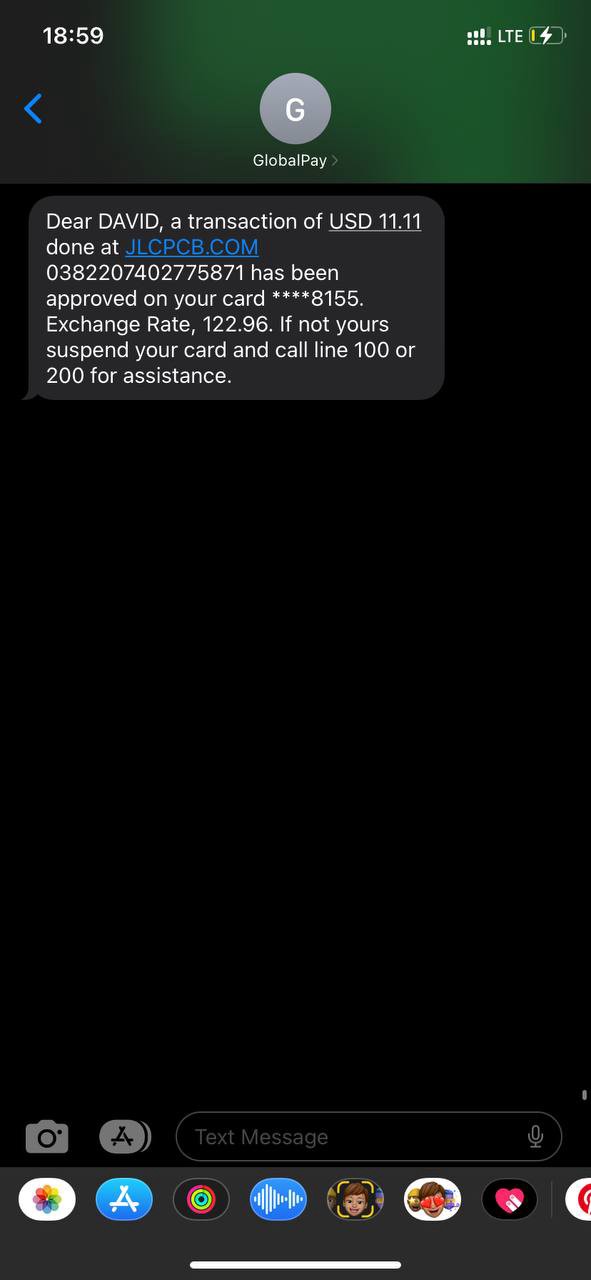 18:59
LTE
G
GlobalPay
Dear DAVID, a transaction of USD 11.11
done at JLCPCB.COM
0382207402775871 has been
approved on your card ****8155.
Exchange Rate, 122.96. If not yours
suspend your card and call line 100 or
200 for assistance.
Text Message